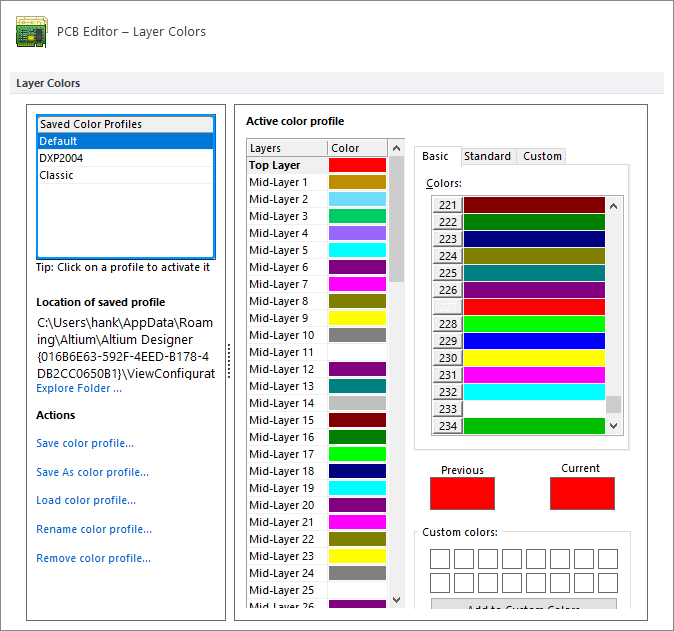 PCB Editor – Layer Colors
Layer Colors
Saved Color Profiles
Default
DXP2004
Classic
Tip: Click on a profile to activate it
Location of saved profile
C:\Users\hank\AppData\Roam
ing\Altium\Altium Designer
{016B6E63-592F-4EED-B178-4
DB2CC0650B1}\ViewConfigurat
Explore Folder ...
Actions
Save color profile...
Save As color profile...
Load color profile...
Rename color profile...
Remove color profile...
Active color profile
Layers Color
Top Layer
Mid-Layer 1
Mid-Layer 2
Mid-Layer 3
Mid-Layer 4
Mid-Layer 5
Mid-Layer 6
Mid-Layer 7
Mid-Layer 8
Mid-Layer 9
Mid-Layer 10
Mid-Layer 11
Mid-Layer 12
Mid-Layer 13
Mid-Layer 14
Mid-Layer 15
Mid-Layer 16
Mid-Layer 17
Mid-Layer 18
Mid-Layer 19
Mid-Layer 20
Mid-Layer 21
Mid-Layer 22
Mid-Layer 23
Mid-Layer 24
Mid-Layer 25
Mid-Layer 26
Basic Standard Custom
Colors:
221
222
223
224
225
226
227
228
229
230
231
232
233
234
Previous Current
Custom colors:
Add to Custom Colors